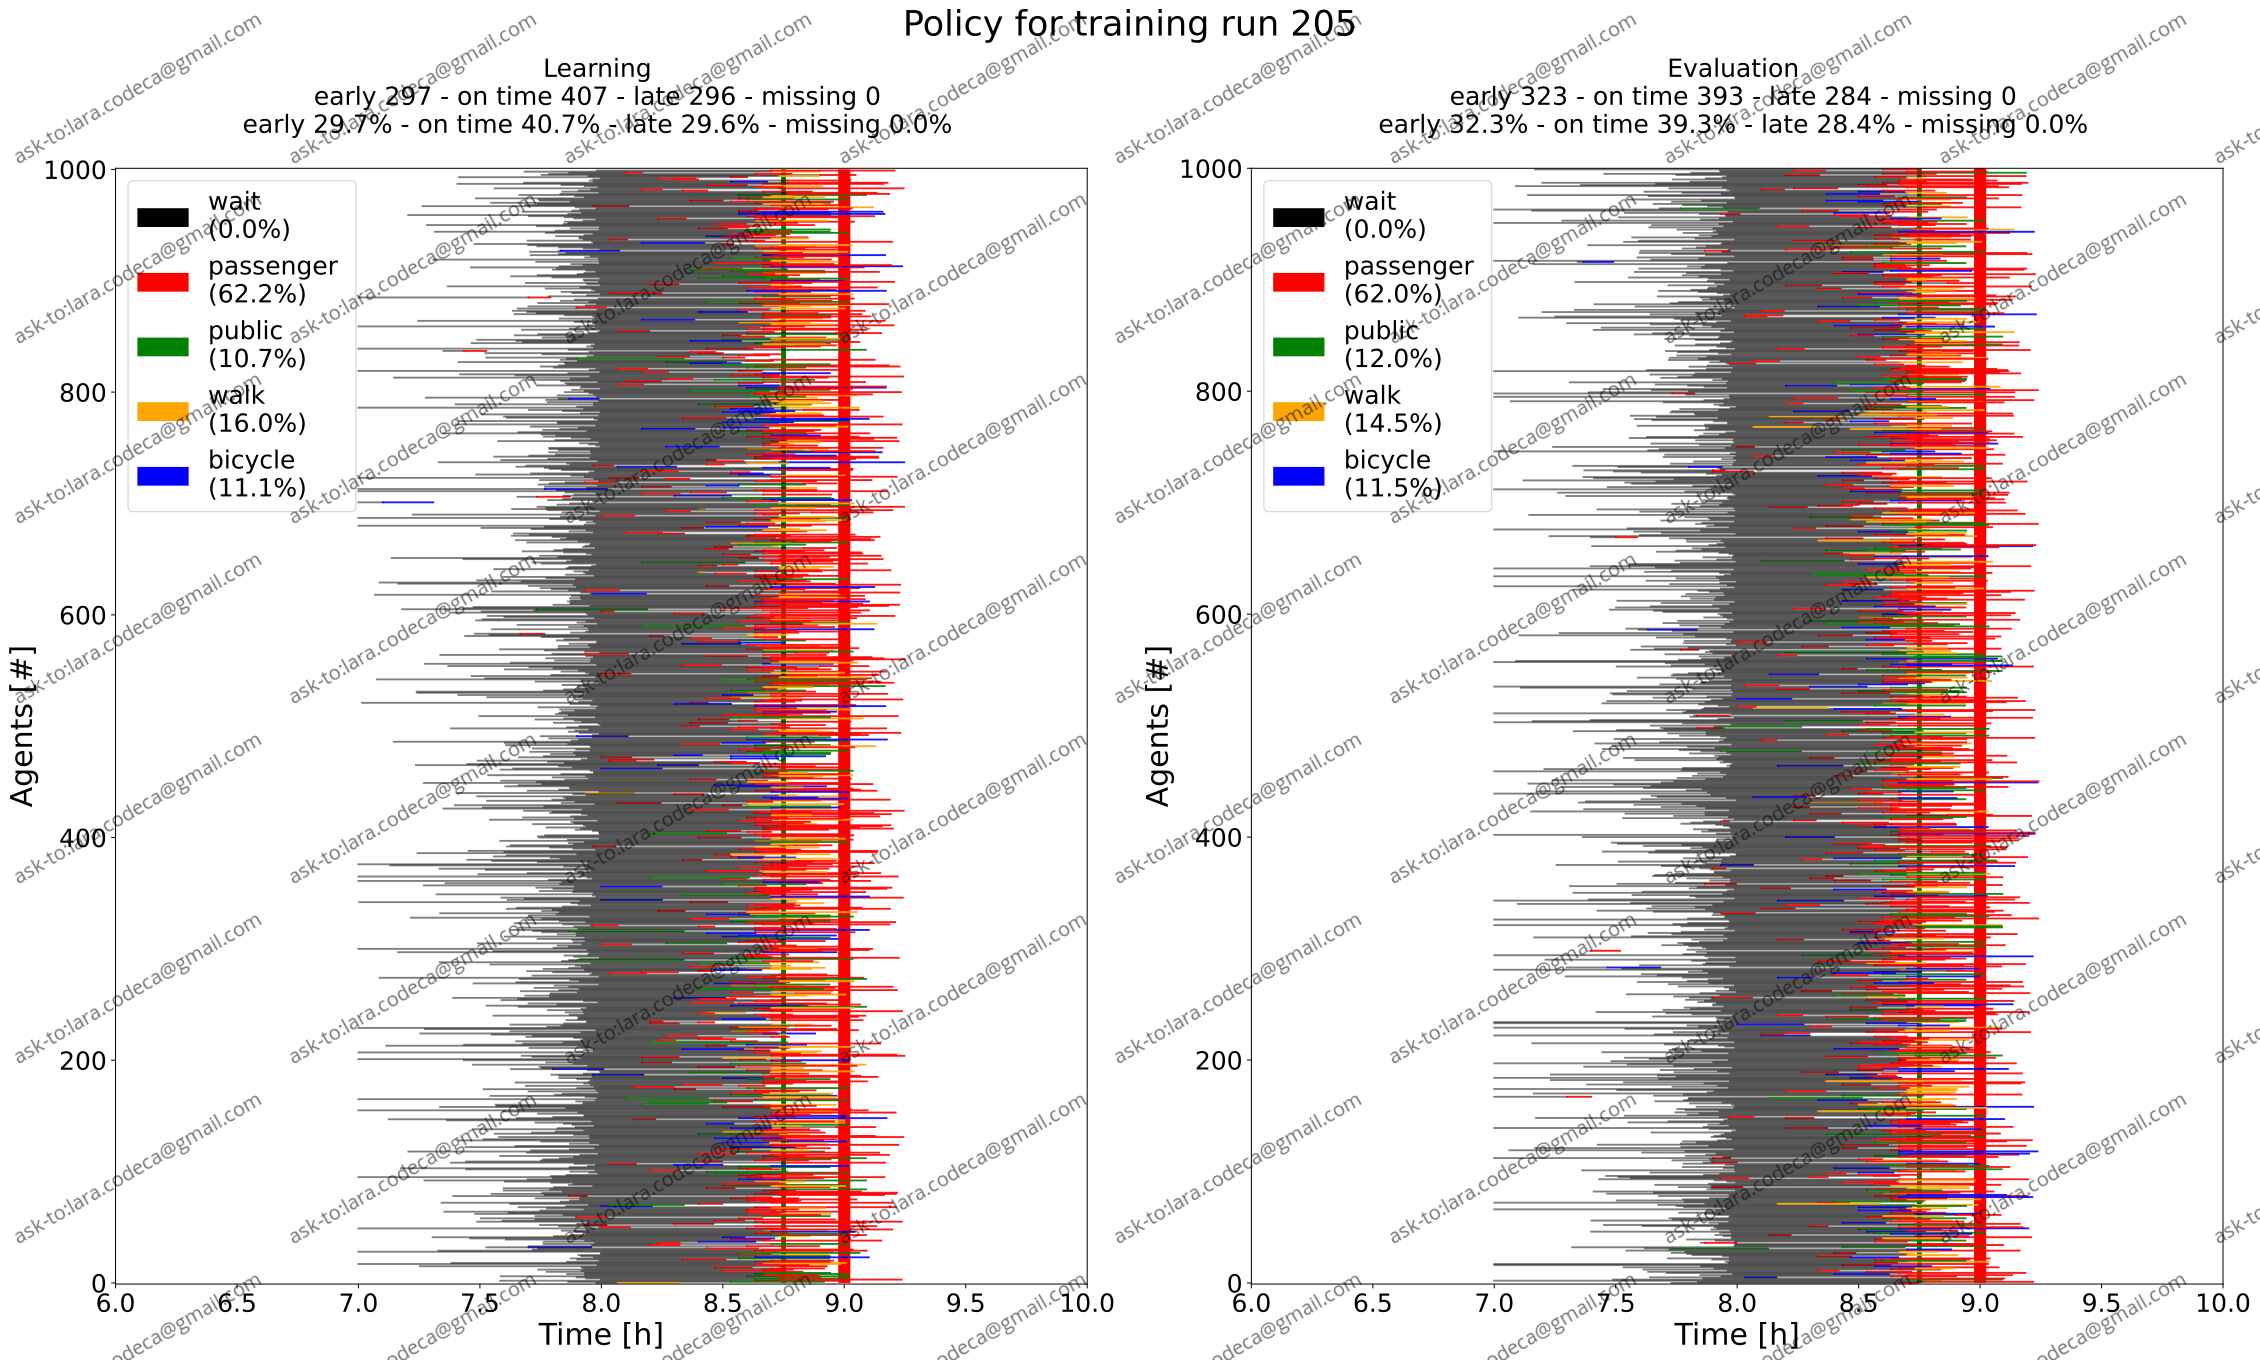 Policy for training run 205
Learning
early 297 - on time 407 - late 296 - missing 0
early 29.7% - on time 40.7% - late 29.6% - missing 0.0%
Agents [#]
1000
800
600
400
200
0
wait
(0.0%)
passenger
(62.2%)
public
(10.7%)
walk
(16.0%)
bicycle
(11.1%)
6.0 6.5 7.0 7.5 8.0 8.5 9.0 9.5 10.0
Time [h]
Evaluation
early 323 - on time 393 - late 284 - missing 0
early 32.3% - on time 39.3% - late 28.4% - missing 0.0%
Agents [#]
1000
800
600
400
200
0
wait
(0.0%)
passenger
(62.0%)
public
(12.0%)
walk
(14.5%)
bicycle
(11.5%)
6.0 6.5 7.0 7.5 8.0 8.5 9.0 9.5 10.0
Time [h]
ask-to:lara.codeca@gmail.com